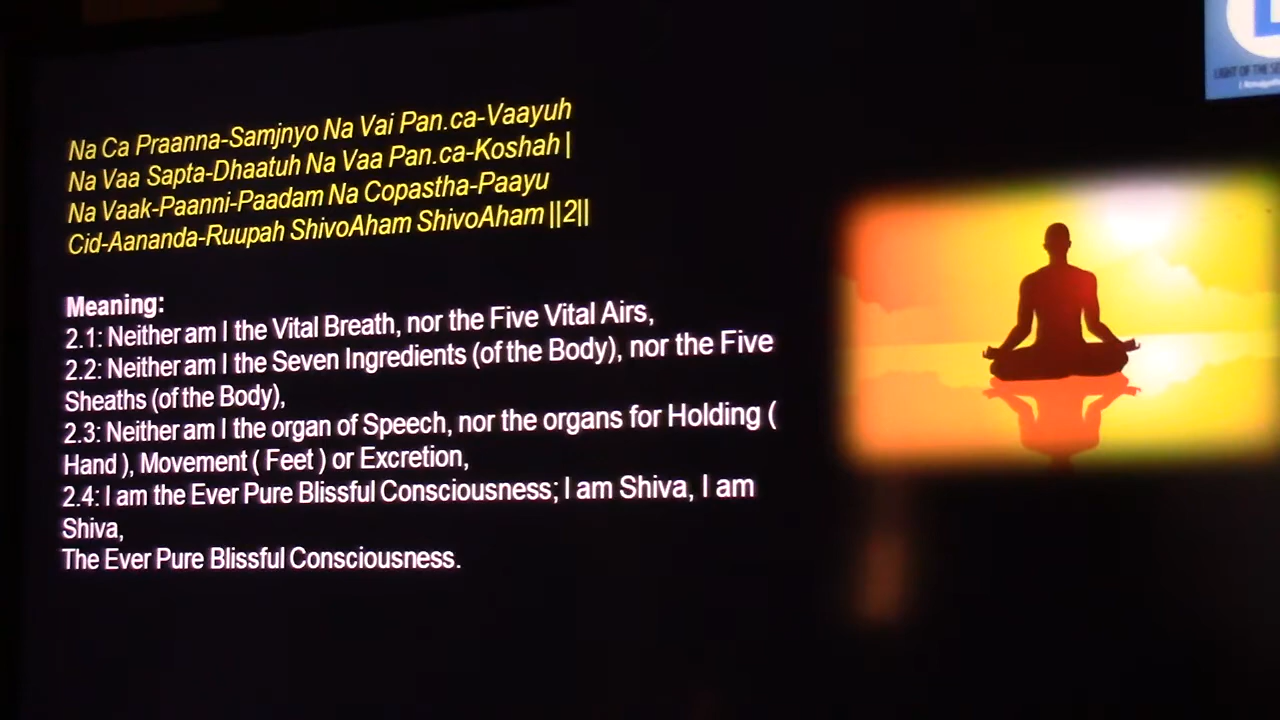 Na Ca Praanna-Samjnyo Na Vai Pan.ca-Vaayuh
Na Vaa Sapta-Dhaatuh Na Vaa Pan.ca-Koshah |
Na Vaak-Paanni-Paadam Na Copastha-Paayu
Cid-Aananda-Ruupah ShivoAham ShivoAham ||2||
Meaning:
2.1: Neither am I the Vital Breath, nor the Five Vital Airs,
2.2: Neither am I the Seven Ingredients (of the Body), nor the Five
Sheaths (of the Body),
2.3: Neither am I the organ of Speech, nor the organs for Holding (
Hand ), Movement ( Feet ) or Excretion,
2.4: I am the Ever Pure Blissful Consciousness; I am Shiva, I am
Shiva,
The Ever Pure Blissful Consciousness.
LIGHT OF THE